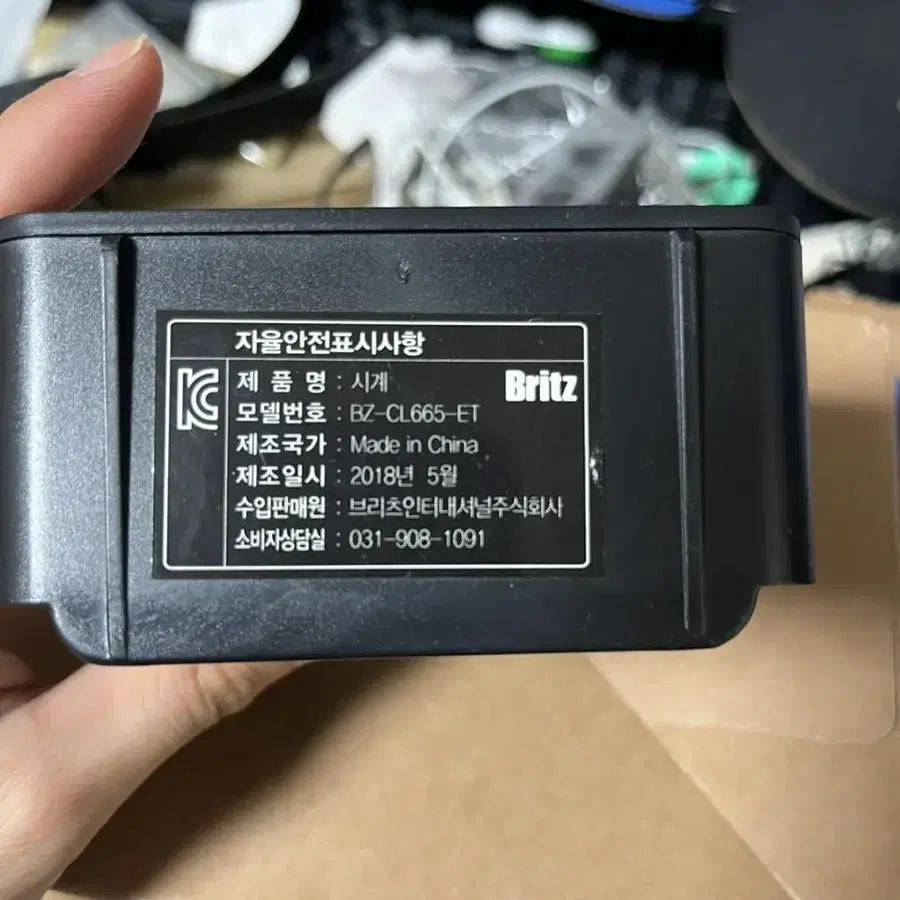 자율안전표시사항
제 품 명 : 시계
Britz
모델번호 : BZ-CL665-ET
제조국가 : Made in China
제조일시 : 2018년 5월
수입판매원 : 브리츠인터내셔널주식회사
소비자상담실 : 031-908-1091